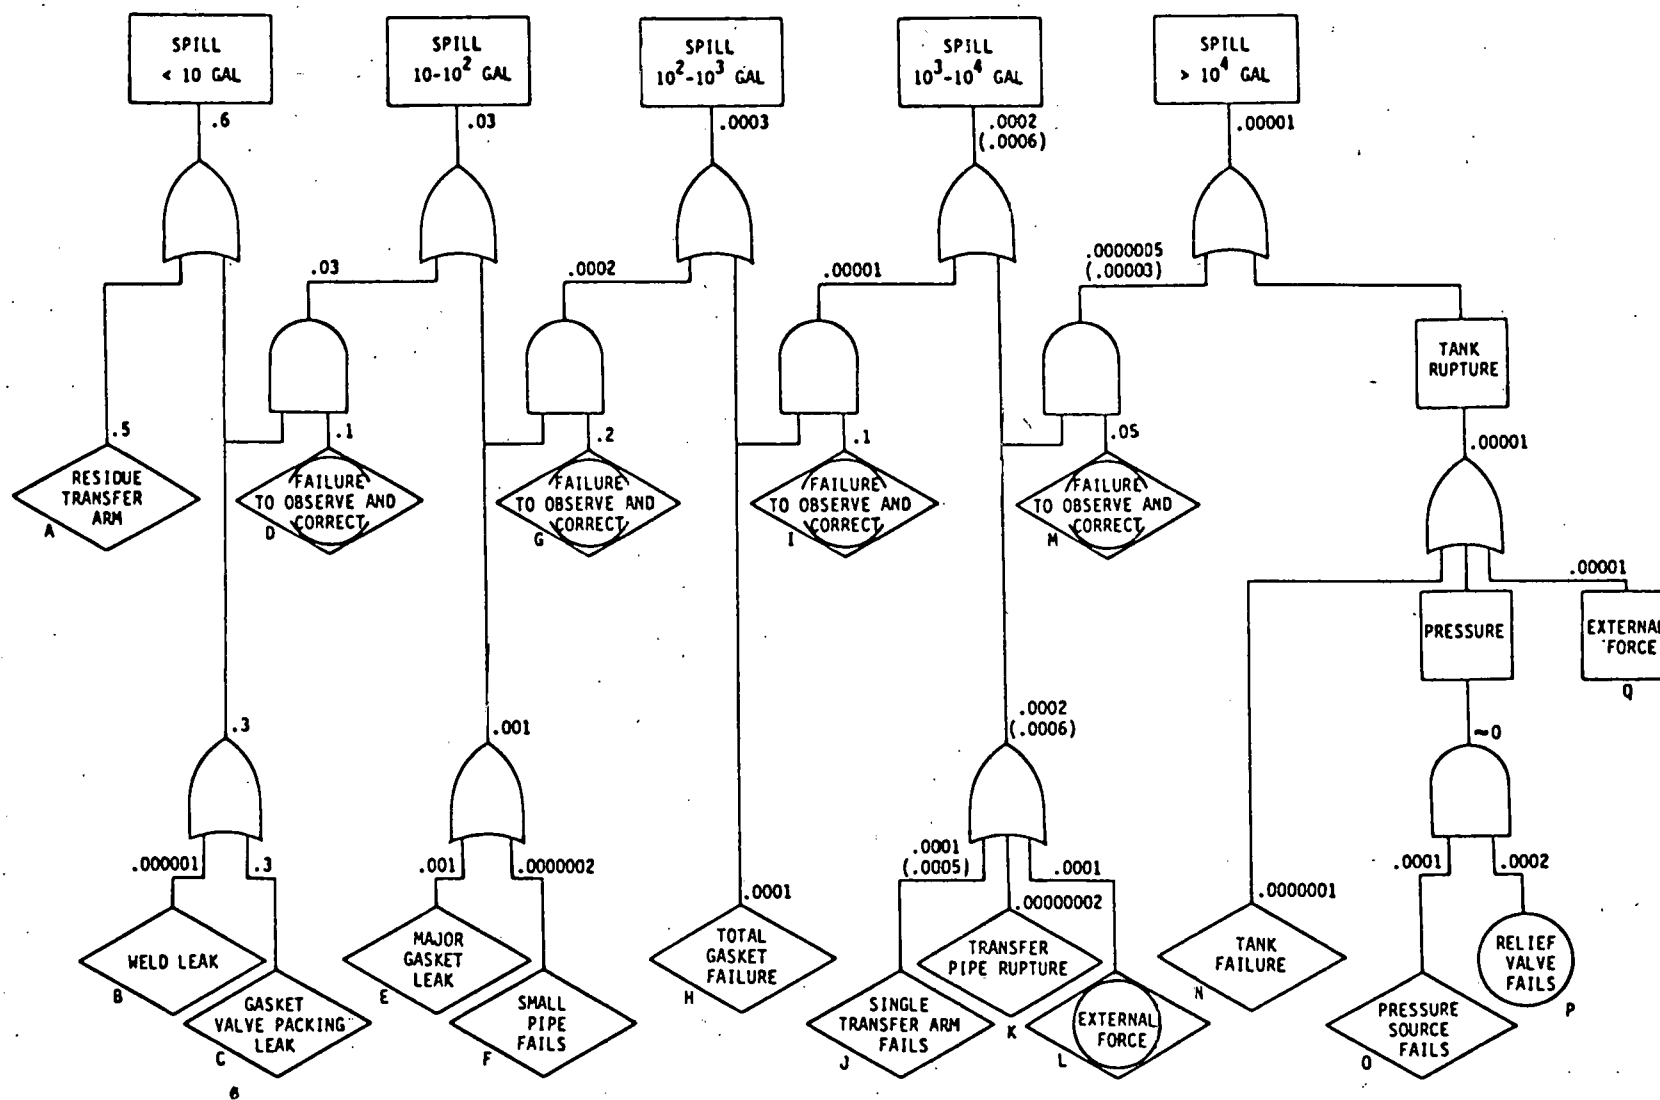 SPILL
< 10 GAL
SPILL
10-10² GAL
SPILL
10²-10³ GAL
SPILL
10³-10⁴ GAL
SPILL
> 10⁴ GAL
.6
.03
.0003
.0002
(.0006)
.00001
.03
.0002
.00001
.0000005
(.00003)
TANK
RUPTURE
.5
.1
.2
.1
.05
.00001
RESIDUE
TRANSFER
ARM
A
FAILURE
TO OBSERVE AND
CORRECT
D
FAILURE
TO OBSERVE AND
CORRECT
G
FAILURE
TO OBSERVE AND
CORRECT
I
FAILURE
TO OBSERVE AND
CORRECT
M
.00001
PRESSURE
EXTERNAL
FORCE
Q
.3
.001
.0002
(.0006)
~0
.000001
.3
.001
.0000002
.0001
.0001
(.0005)
.00000002
.0001
.0000001
.0001
.0002
WELD LEAK
B
GASKET
VALVE PACKING
LEAK
C
MAJOR
GASKET
LEAK
E
SMALL
PIPE
FAILS
F
TOTAL
GASKET
FAILURE
H
SINGLE
TRANSFER ARM
FAILS
J
TRANSFER
PIPE RUPTURE
K
EXTERNAL
FORCE
L
TANK
FAILURE
N
PRESSURE
SOURCE
FAILS
O
RELIEF
VALVE
FAILS
P